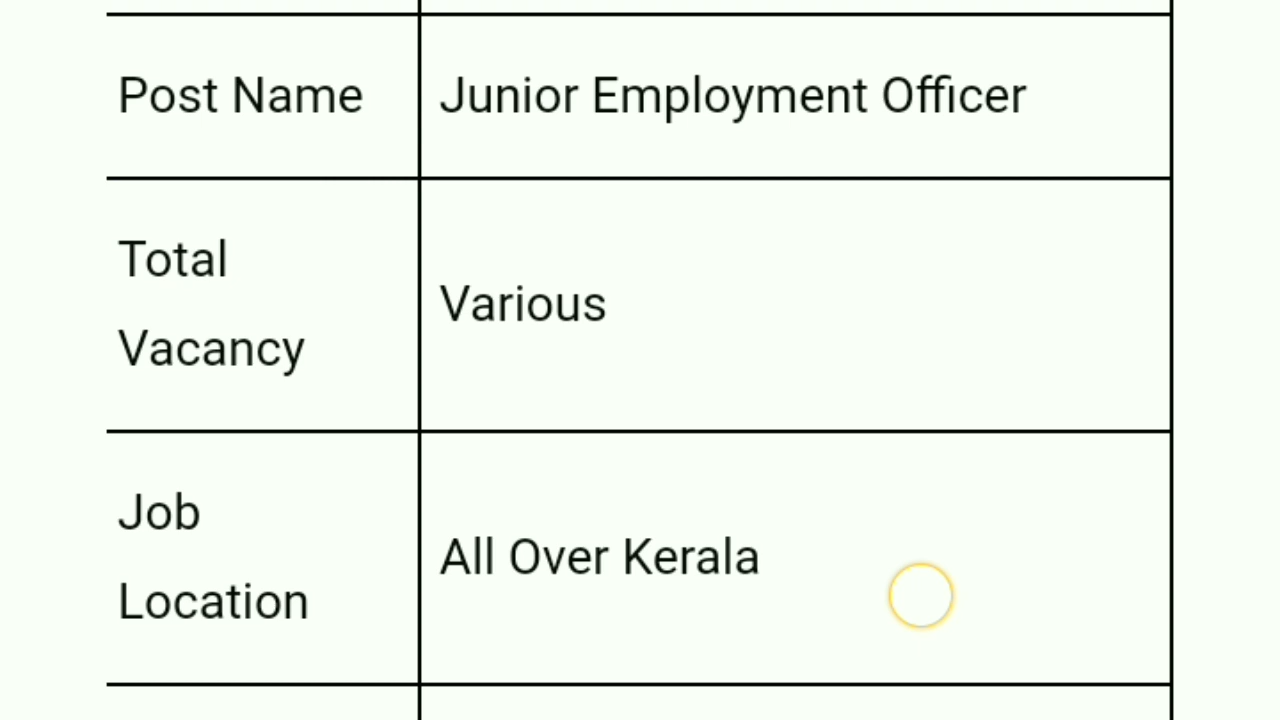 Post Name
Junior Employment Officer
Total
Vacancy
Various
Job
Location
All Over Kerala